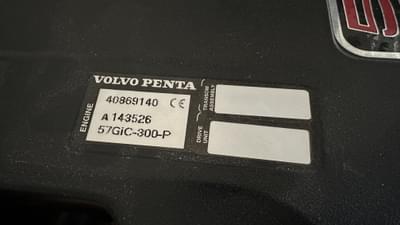 VOLVO PENTA
ENGINE
40869140 CE
A 143526
57GiC-300-P
TRANSOM ASSEMBLY
DRIVE UNIT